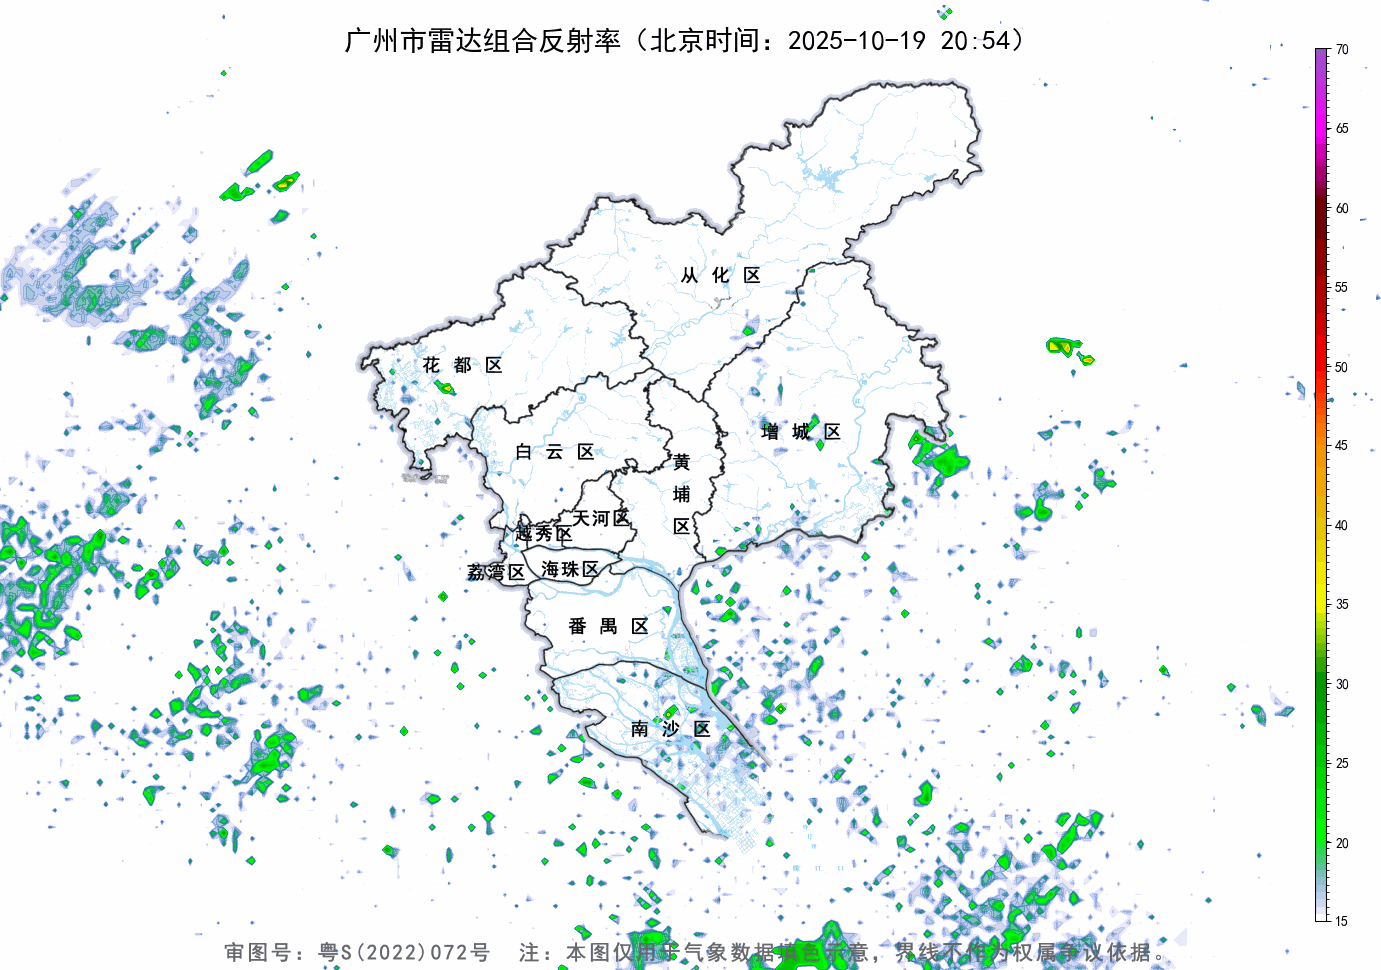 广州市雷达组合反射率（北京时间：2025-10-19 20:54）
70
65
60
55
50
45
40
35
30
25
20
15
从化区
花都区
增城区
白云区
黄埔区
天河区
越秀区
荔湾区
海珠区
番禺区
南沙区
审图号：粤S(2022)072号 注：本图仅用于气象数据填色示意，界线不作为权属争议依据。